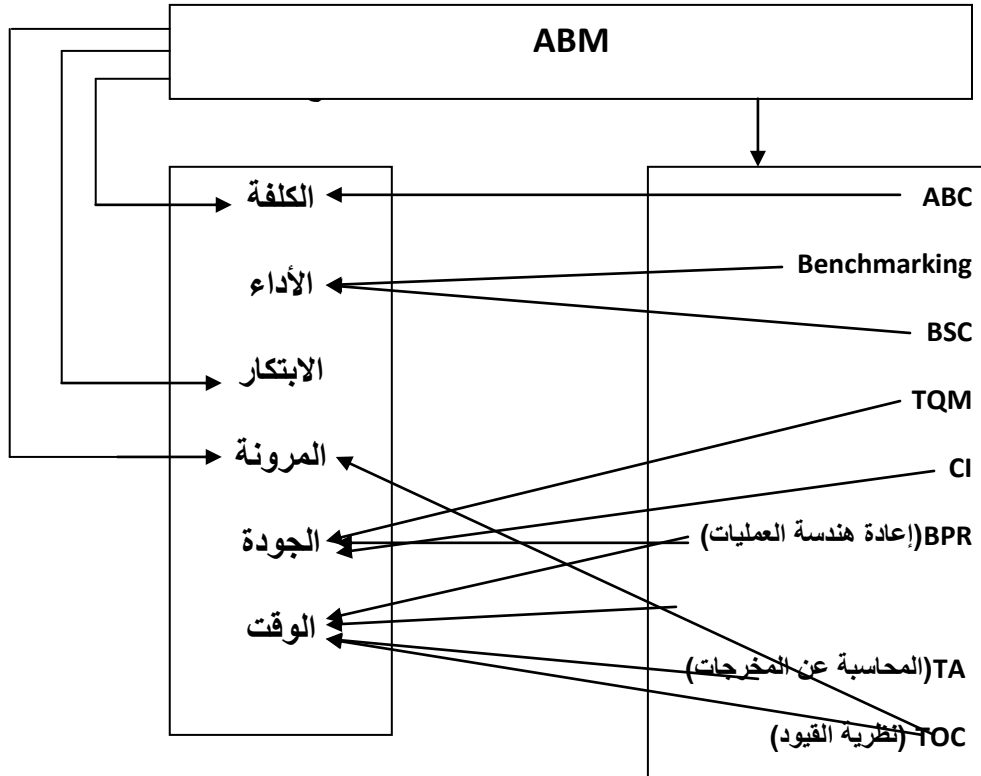 ABM
الكلفة
الأداء
الابتكار
المرونة
الجودة
الوقت
ABC
Benchmarking
BSC
TQM
CI
BPR(إعادة هندسة العمليات)
TA(المحاسبة عن المخرجات)
TOC (نظرية القيود)